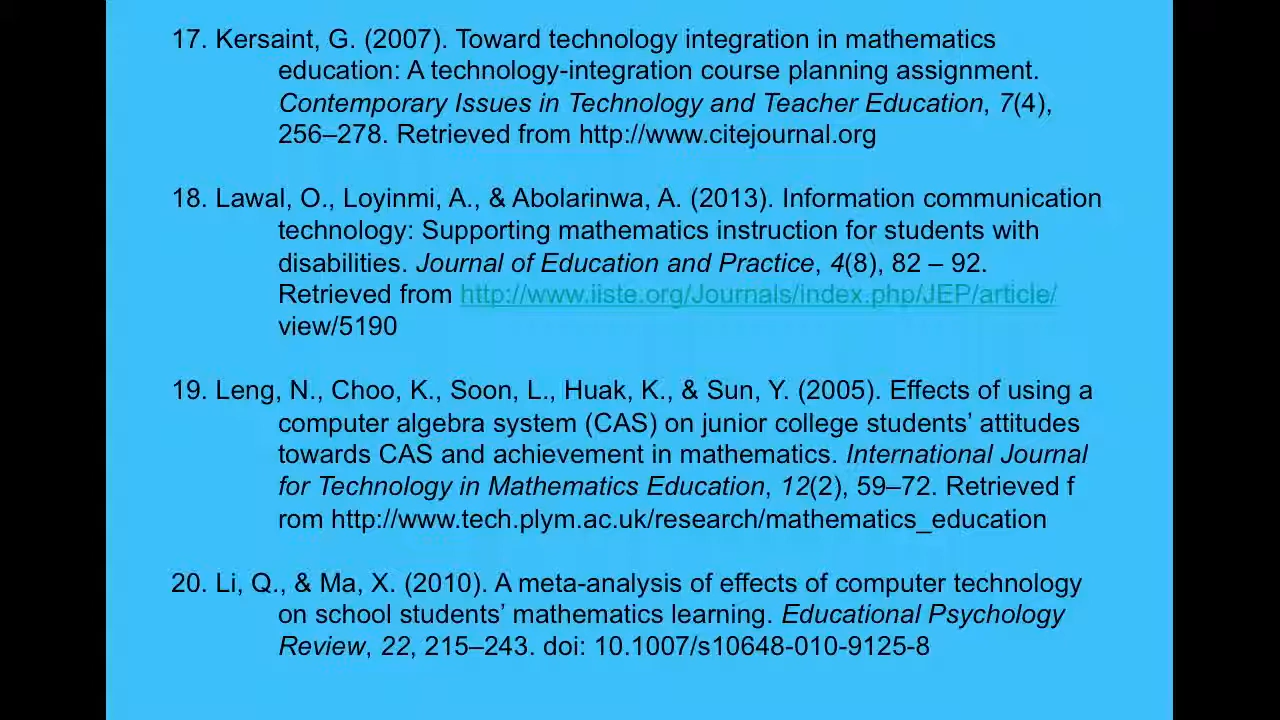 17. Kersaint, G. (2007). Toward technology integration in mathematics
education: A technology-integration course planning assignment.
Contemporary Issues in Technology and Teacher Education, 7(4),
256–278. Retrieved from http://www.citejournal.org
18. Lawal, O., Loyinmi, A., & Abolarinwa, A. (2013). Information communication
technology: Supporting mathematics instruction for students with
disabilities. Journal of Education and Practice, 4(8), 82 – 92.
Retrieved from http://www.iiste.org/Journals/index.php/JEP/article/
view/5190
19. Leng, N., Choo, K., Soon, L., Huak, K., & Sun, Y. (2005). Effects of using a
computer algebra system (CAS) on junior college students’ attitudes
towards CAS and achievement in mathematics. International Journal
for Technology in Mathematics Education, 12(2), 59–72. Retrieved f
rom http://www.tech.plym.ac.uk/research/mathematics_education
20. Li, Q., & Ma, X. (2010). A meta-analysis of effects of computer technology
on school students’ mathematics learning. Educational Psychology
Review, 22, 215–243. doi: 10.1007/s10648-010-9125-8